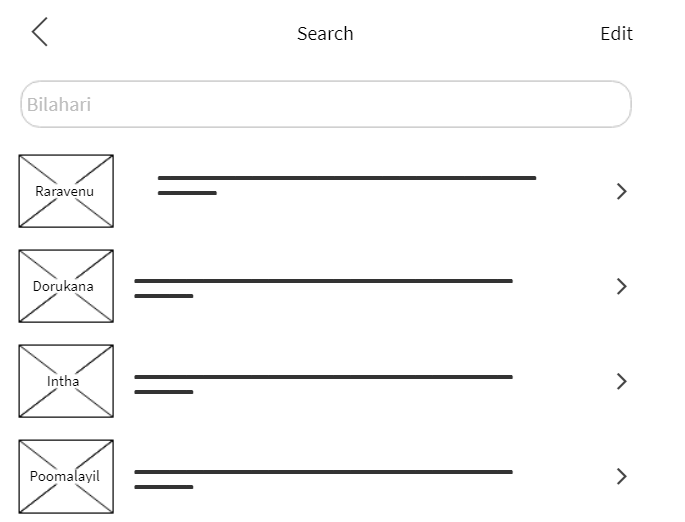 Search
Edit
Bilahari
Raravenu
Dorukana
Intha
Poomalayil